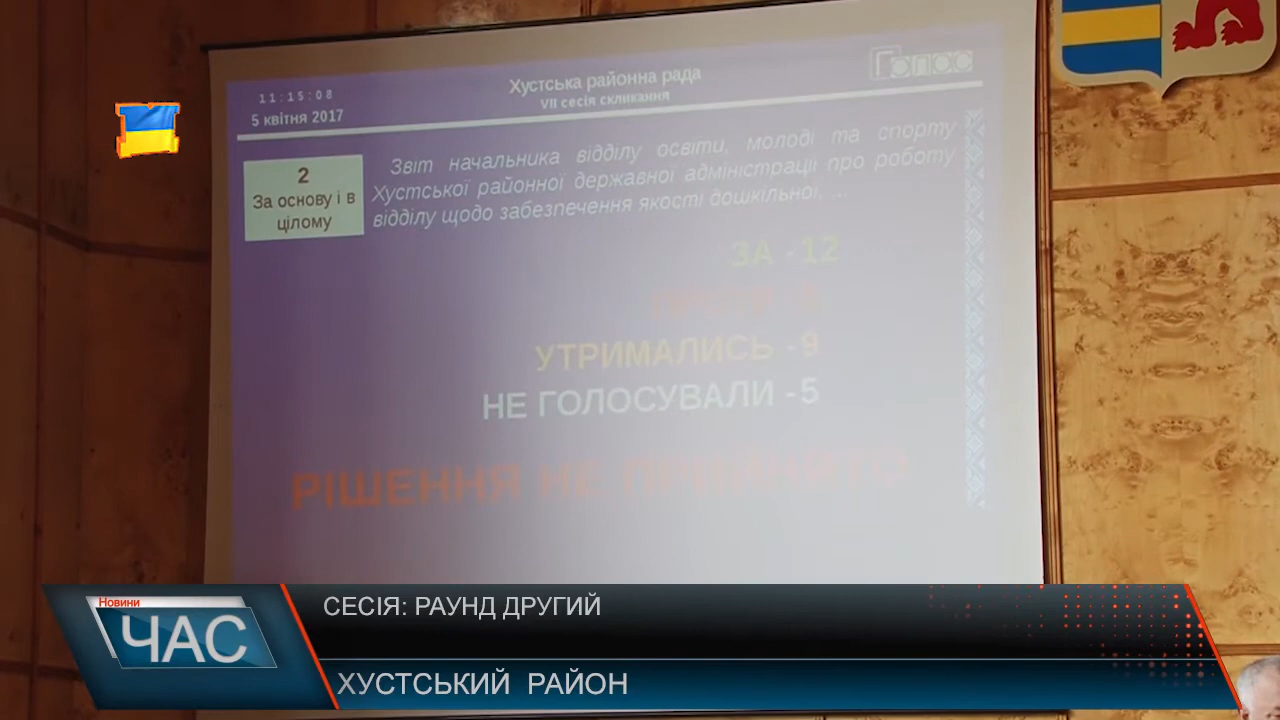 11:15:08
5 квітня 2017
Хустська районна рада
VII сесія скликання
Голос
2
За основу і в
цілому
Звіт начальника відділу освіти, молоді та спорту
Хустської районної державної адміністрації про роботу
відділу щодо забезпечення якості дошкільної, ...
ЗА - 12
УТРИМАЛИСЬ - 9
НЕ ГОЛОСУВАЛИ - 5
РІШЕННЯ НЕ ПРИЙНЯТО
Новини
ЧАС
СЕСІЯ: РАУНД ДРУГИЙ
ХУСТСЬКИЙ РАЙОН